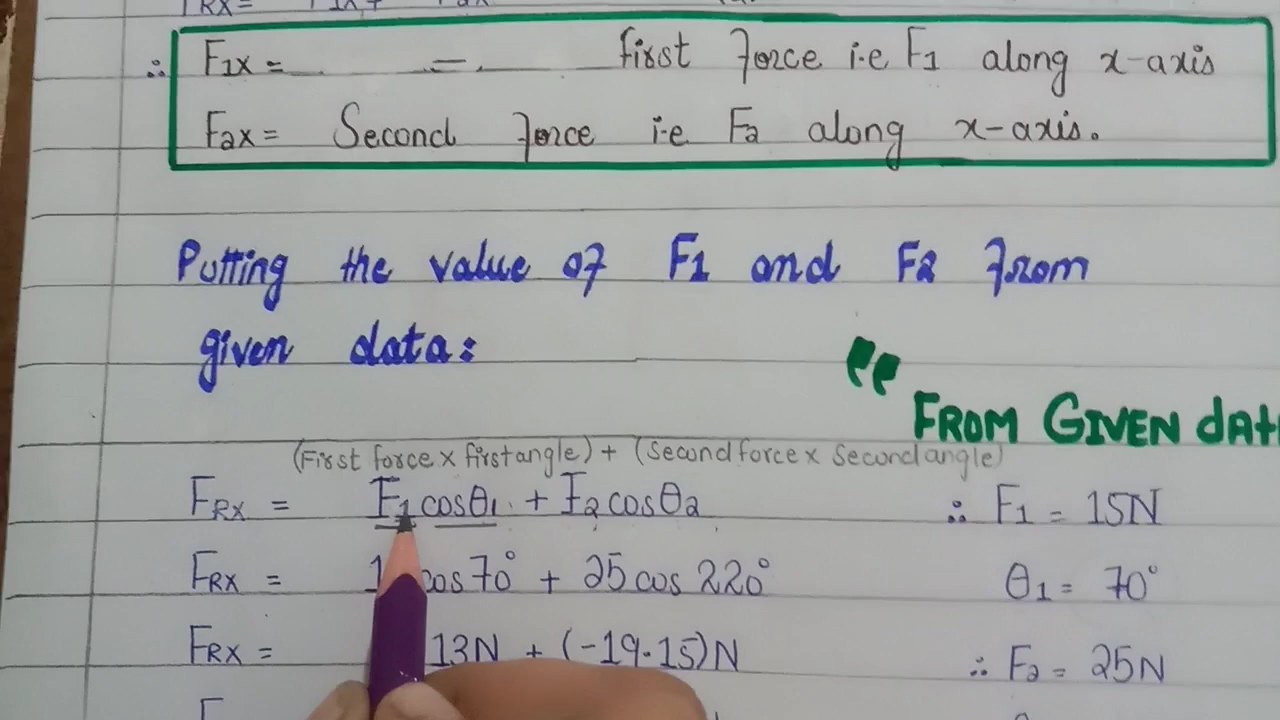 ∴ F1x = _ = _ first force i.e F1 along x-axis
F2x = Second force i.e F2 along x-axis.
Putting the value of F1 and F2 from
given data:
"
FROM GIVEN dat
(First force x first angle) + (Second force x Second angle)
FRX = F1 cosθ1 + F2 cosθ2 ∴ F1 = 15N
FRX = cos 70° + 25 cos 220° θ1 = 70°
FRX = 13N + (-19.15)N ∴ F2 = 25N